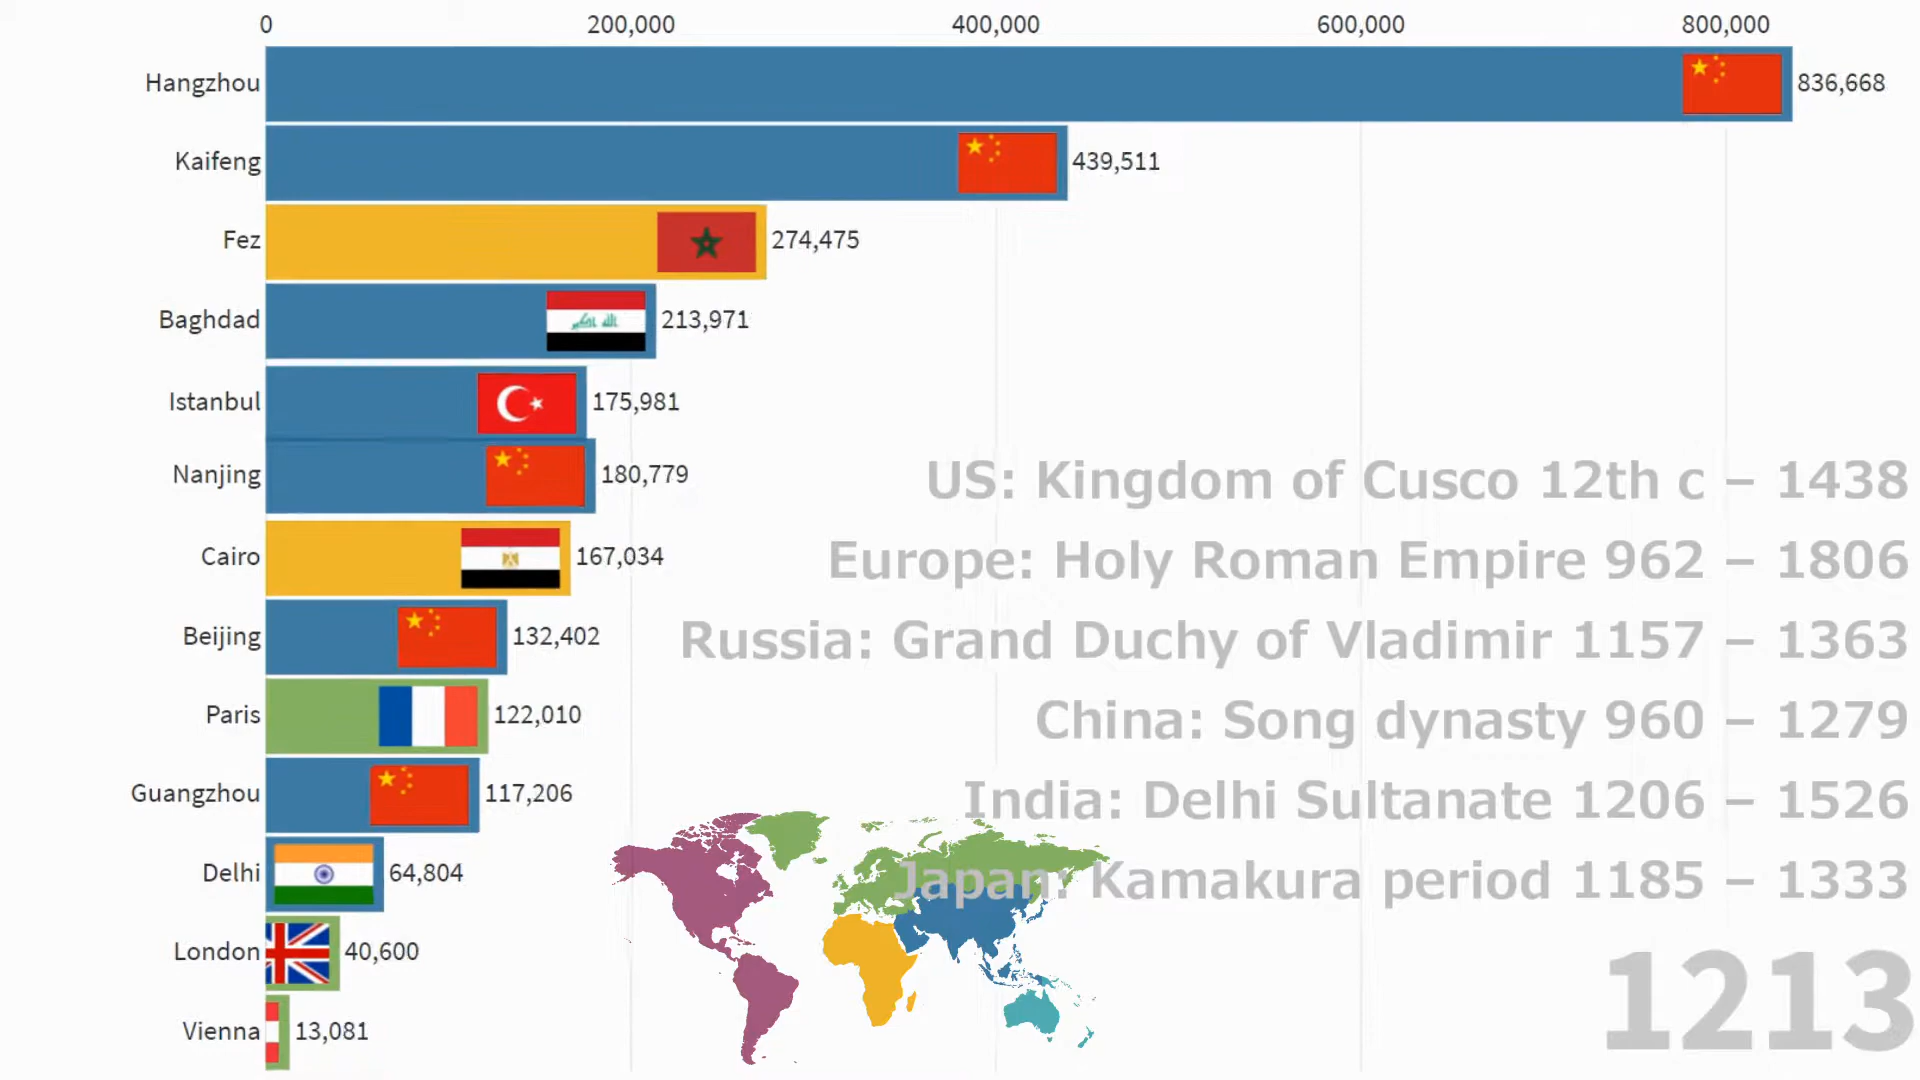 0 200,000 400,000 600,000 800,000
Hangzhou 836,668
Kaifeng 439,511
Fez 274,475
Baghdad 213,971
Istanbul 175,981
Nanjing 180,779
Cairo 167,034
Beijing 132,402
Paris 122,010
Guangzhou 117,206
Delhi 64,804
London 40,600
Vienna 13,081
US: Kingdom of Cusco 12th c – 1438
Europe: Holy Roman Empire 962 – 1806
Russia: Grand Duchy of Vladimir 1157 – 1363
China: Song dynasty 960 – 1279
India: Delhi Sultanate 1206 – 1526
Japan: Kamakura period 1185 – 1333
1213